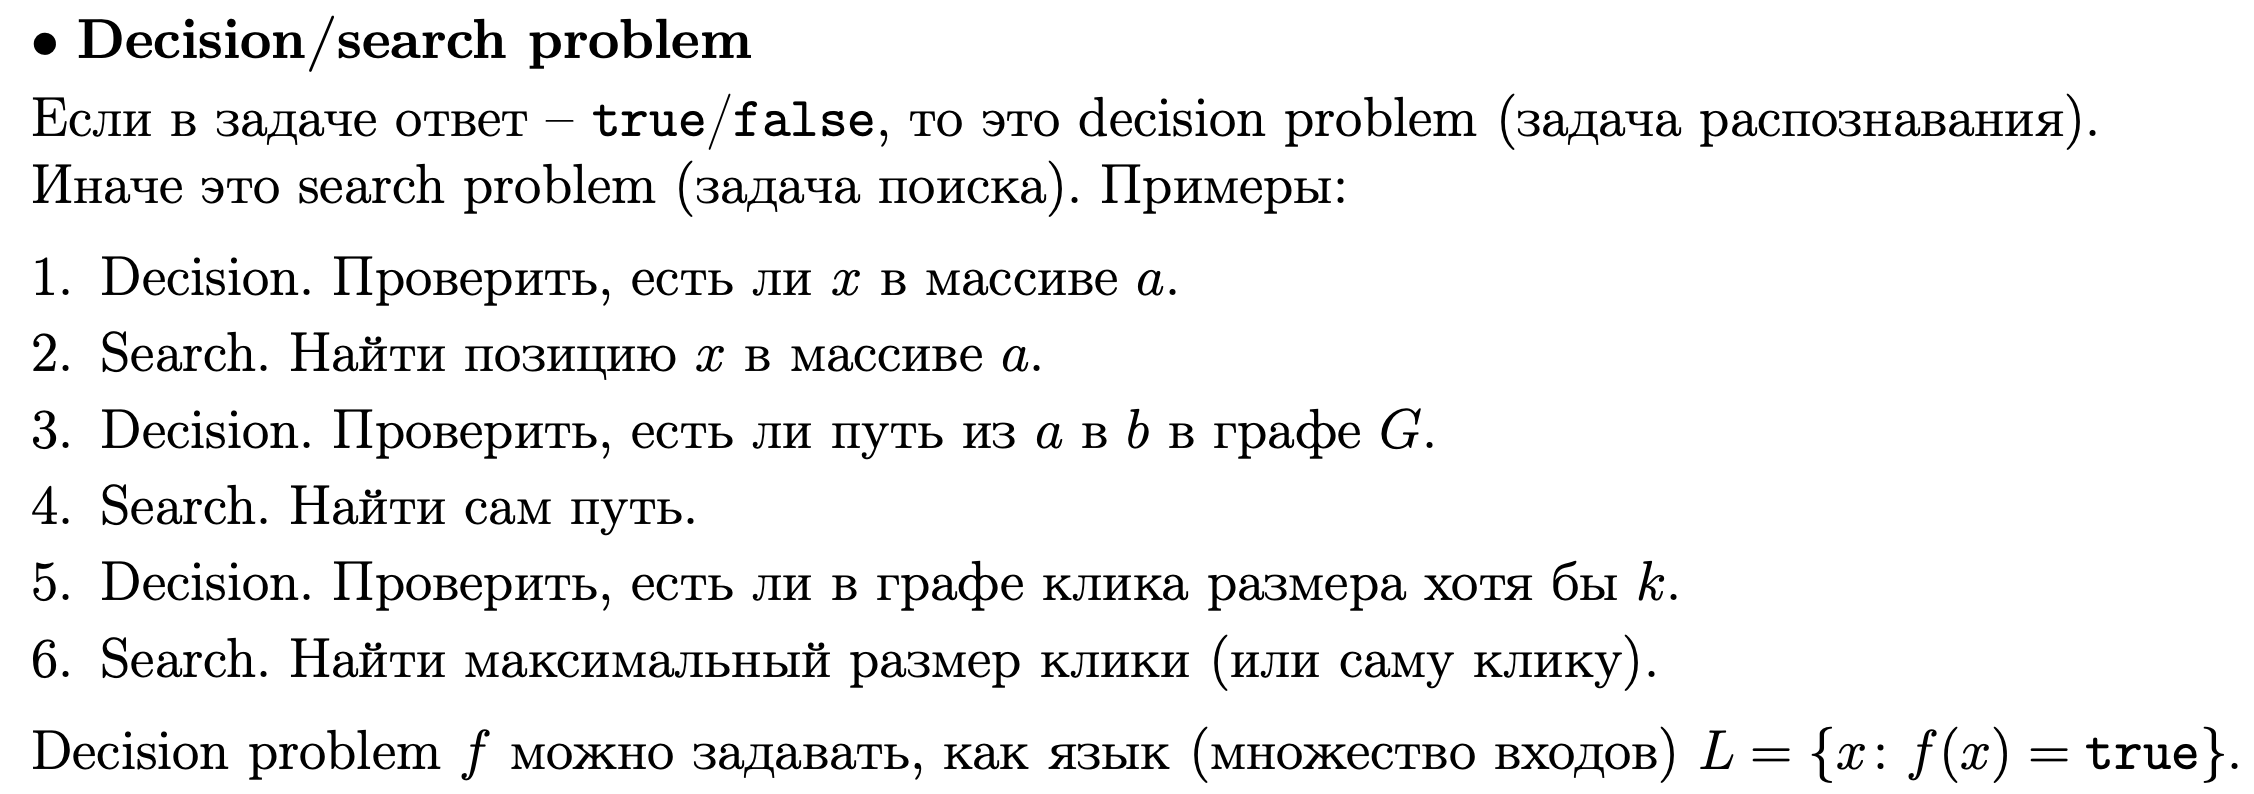 • Decision/search problem
Если в задаче ответ – true/false, то это decision problem (задача распознавания).
Иначе это search problem (задача поиска). Примеры:
1. Decision. Проверить, есть ли x в массиве a.
2. Search. Найти позицию x в массиве a.
3. Decision. Проверить, есть ли путь из a в b в графе G.
4. Search. Найти сам путь.
5. Decision. Проверить, есть ли в графе клика размера хотя бы k.
6. Search. Найти максимальный размер клики (или саму клику).
Decision problem f можно задавать, как язык (множество входов) L = {x: f(x) = true}.